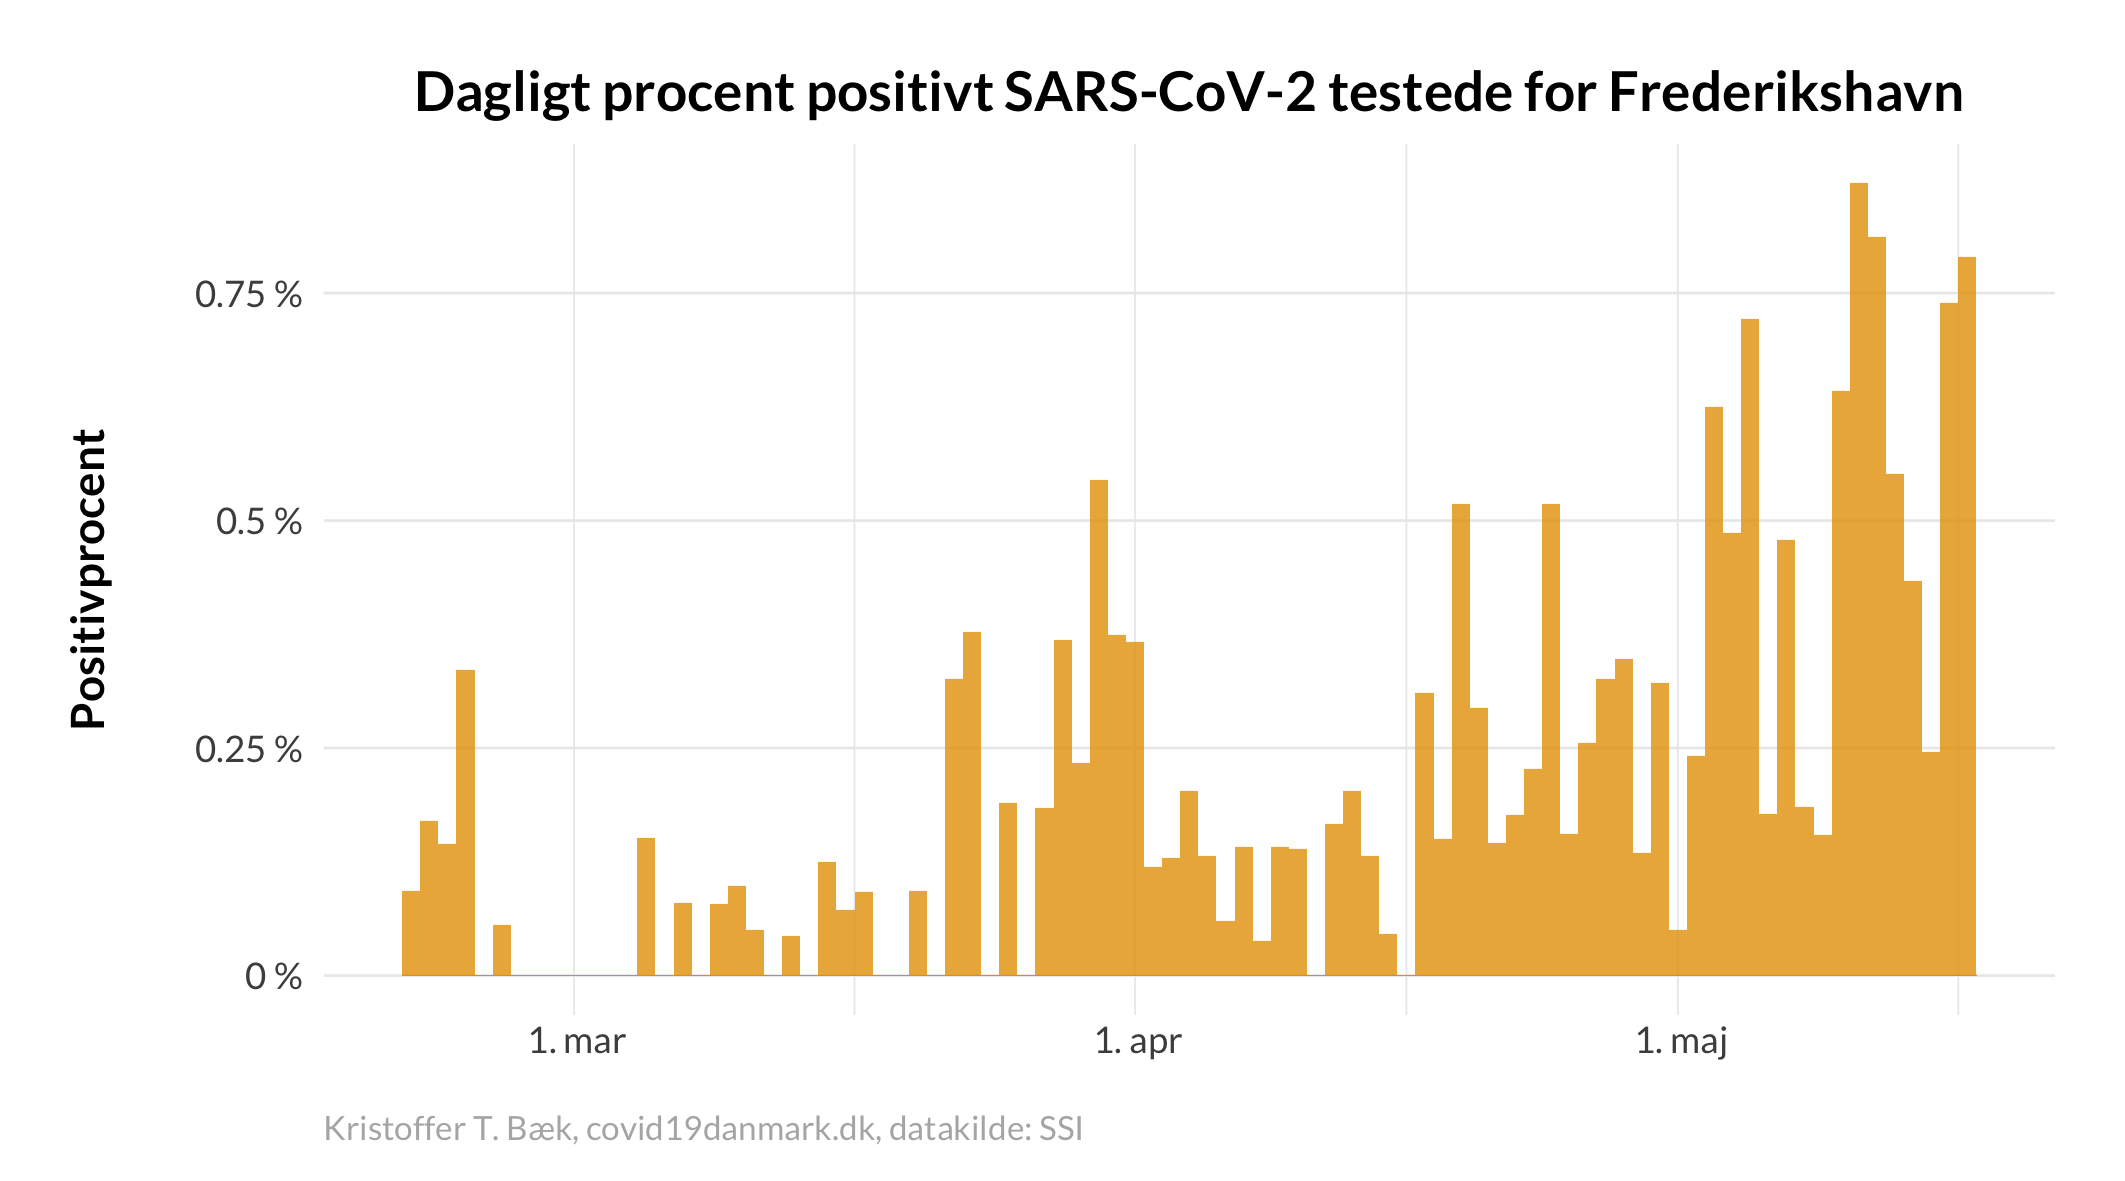 Dagligt procent positivt SARS-CoV-2 testede for Frederikshavn
Positivprocent
0.75 %
0.5 %
0.25 %
0 %
1. mar
1. apr
1. maj
Kristoffer T. Bæk, covid19danmark.dk, datakilde: SSI